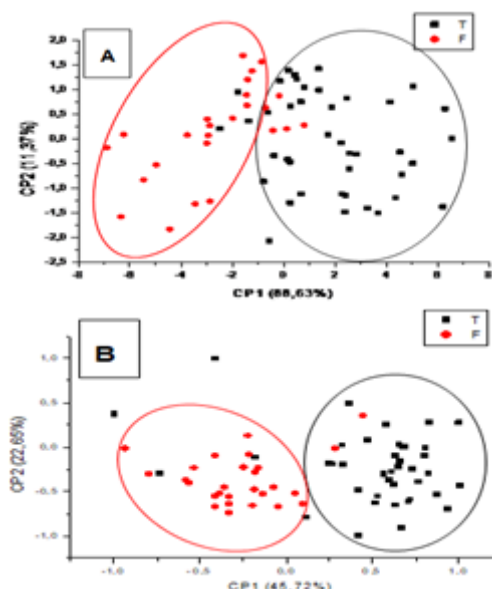 A
T
F
CP2 (11,37%)
2,0
1,5
1,0
0,5
0,0
-0,5
-1,0
-1,5
-2,0
-2,5
-8 -6 -4 -2 0 2 4 6 8
CP1 (88,63%)
B
T
F
CP2 (22,65%)
1.0
0.5
0.0
-0.5
-1.0
-1.0 -0.5 0.0 0.5 1.0
CP1 (45,72%)